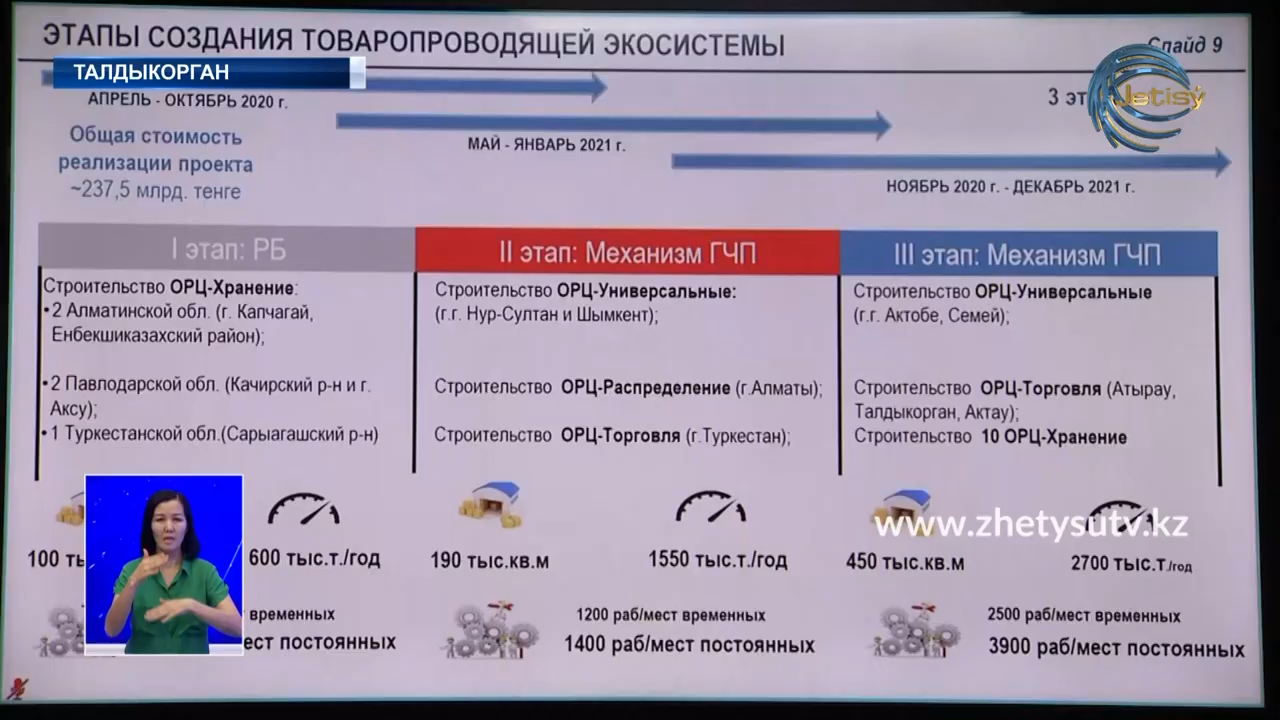 ЭТАПЫ СОЗДАНИЯ ТОВАРОПРОВОДЯЩЕЙ ЭКОСИСТЕМЫ
Слайд 9
ТАЛДЫКОРГАН
Jetisý
АПРЕЛЬ - ОКТЯБРЬ 2020 г.
3
МАЙ - ЯНВАРЬ 2021 г.
НОЯБРЬ 2020 г. - ДЕКАБРЬ 2021 г.
Общая стоимость
реализации проекта
~237,5 млрд. тенге
I этап: РБ
Строительство ОРЦ-Хранение:
•2 Алматинской обл. (г. Капчагай,
Енбекшиказахский район);
•2 Павлодарской обл. (Качирский р-н и г.
Аксу);
•1 Туркестанской обл.(Сарыагашский р-н)
100
600 тыс.т./год
временных
постоянных
II этап: Механизм ГЧП
Строительство ОРЦ-Универсальные:
(г.г. Нур-Султан и Шымкент);
Строительство ОРЦ-Распределение (г.Алматы);
Строительство ОРЦ-Торговля (г.Туркестан);
190 тыс.кв.м
1550 тыс.т./год
1200 раб/мест временных
1400 раб/мест постоянных
III этап: Механизм ГЧП
Строительство ОРЦ-Универсальные
(г.г. Актобе, Семей);
Строительство ОРЦ-Торговля (Атырау,
Талдыкорган, Актау);
Строительство 10 ОРЦ-Хранение
www.zhetysutv.kz
450 тыс.кв.м
2700 тыс.т./год
2500 раб/мест временных
3900 раб/мест постоянных